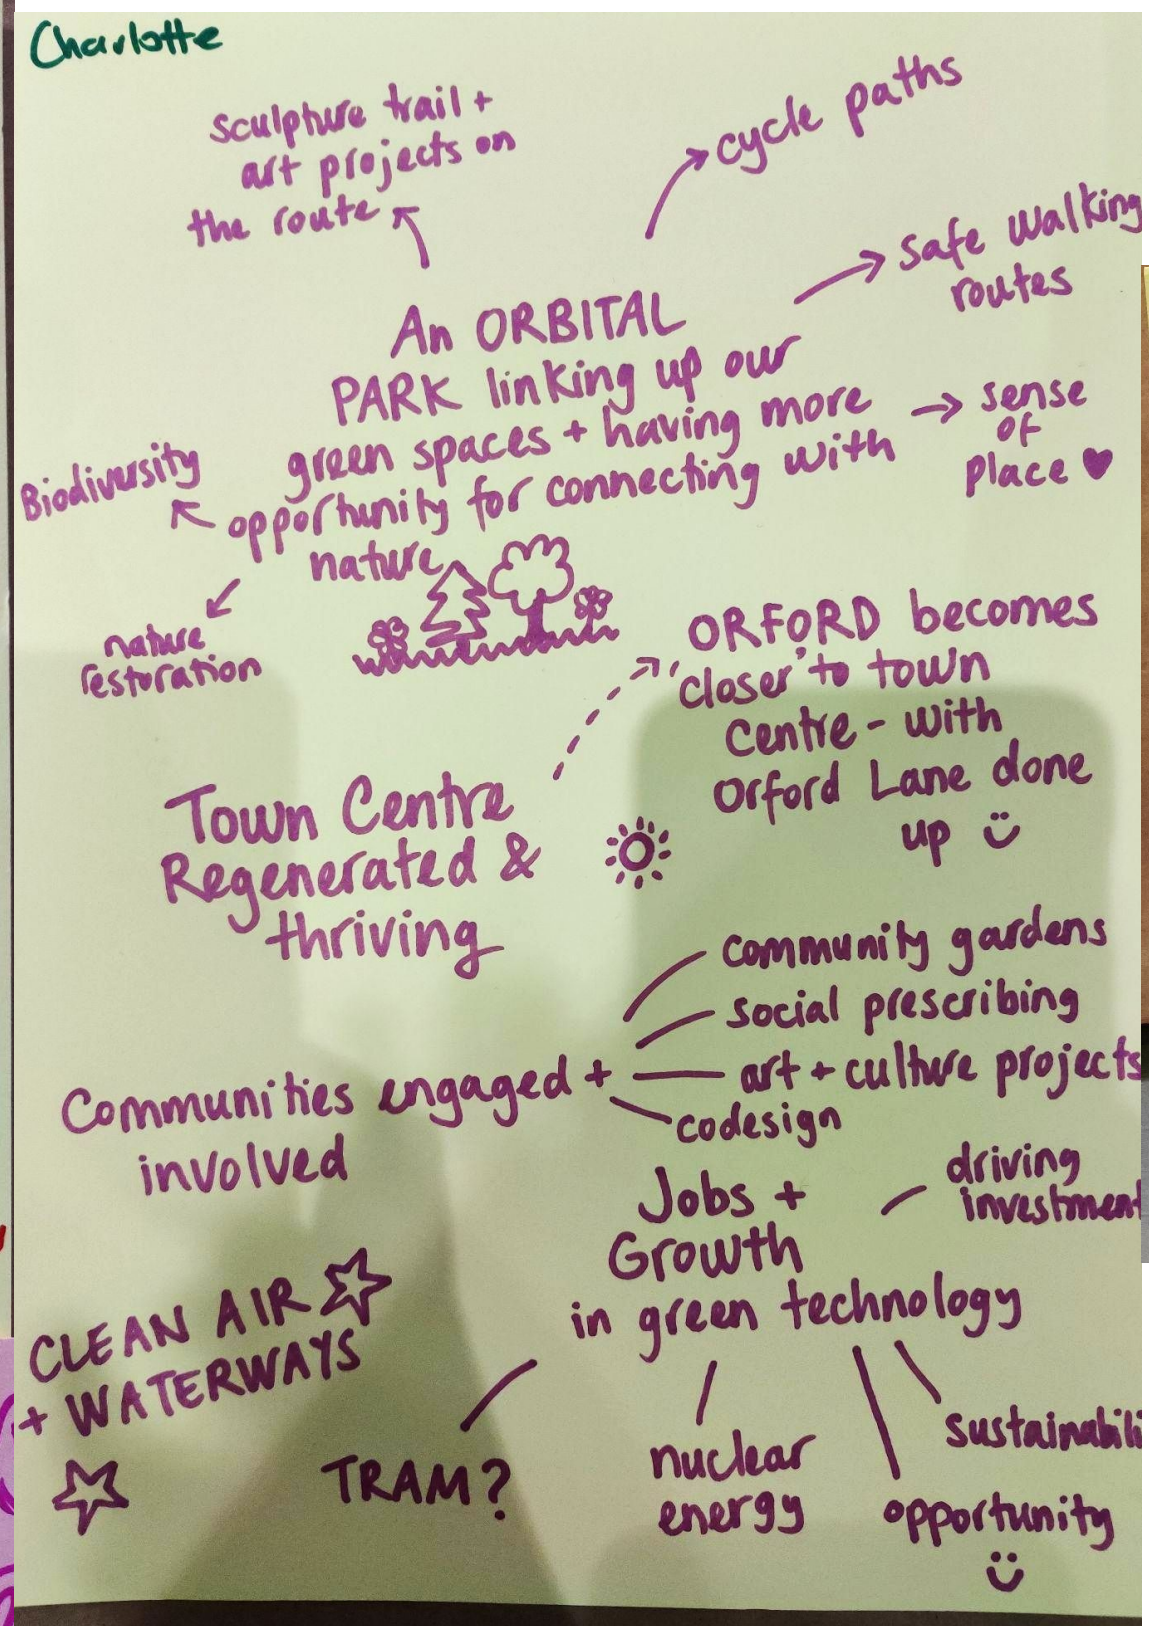 Charlotte
sculpture trail +
art projects on
the route
cycle paths
safe walking
routes
An ORBITAL
PARK linking up our
green spaces + having more
opportunity for connecting with
nature
sense
of
place ♥
Biodiversity
nature
restoration
ORFORD becomes
"closer" to town
centre - with
Orford Lane done
up
Town Centre
Regenerated &
thriving
community gardens
social prescribing
art + culture projects
codesign
Communities engaged +
involved
Jobs +
Growth
in green technology
driving
investment
CLEAN AIR
+ WATERWAYS
TRAM?
nuclear
energy
sustainabili
opportunity